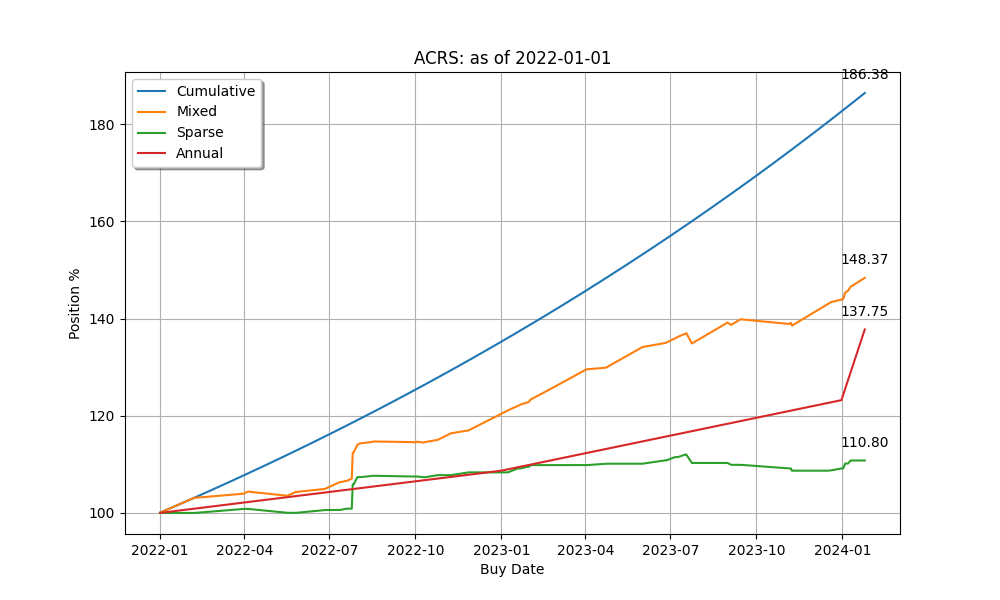 ACRS: as of 2022-01-01
Cumulative
Mixed
Sparse
Annual
186.38
148.37
137.75
110.80
Position %
180
160
140
120
100
2022-01
2022-04
2022-07
2022-10
2023-01
2023-04
2023-07
2023-10
2024-01
Buy Date